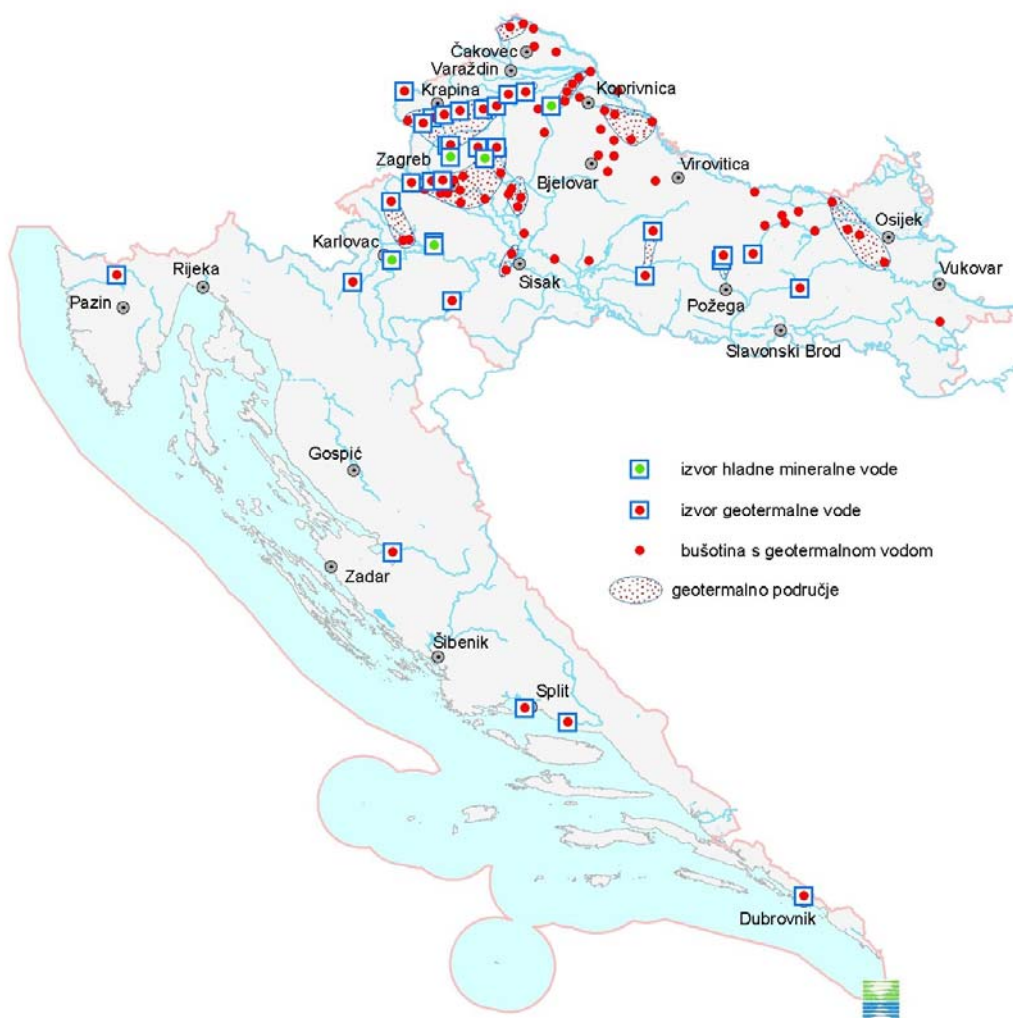 Čakovec
Varaždin
Krapina
Koprivnica
Zagreb
Virovitica
Bjelovar
Osijek
Karlovac
Rijeka
Sisak
Vukovar
Pazin
Požega
Slavonski Brod
Gospić
izvor hladne mineralne vode
izvor geotermalne vode
bušotina s geotermalnom vodom
geotermalno područje
Zadar
Šibenik
Split
Dubrovnik